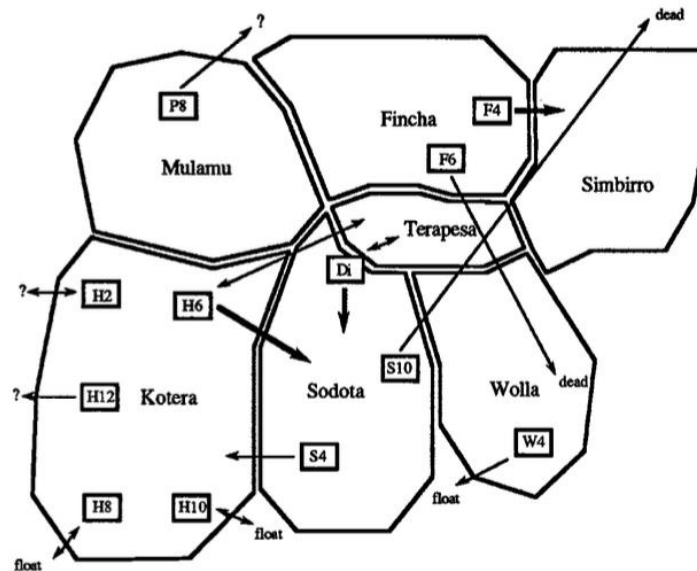 ?
dead
P8
F4
Fincha
F6
Mulamu
Simbirro
Terapesa
Di
?
H2
H6
S10
?
H12
Kotera
Sodota
Wolla
dead
W4
S4
float
H8
H10
float
float